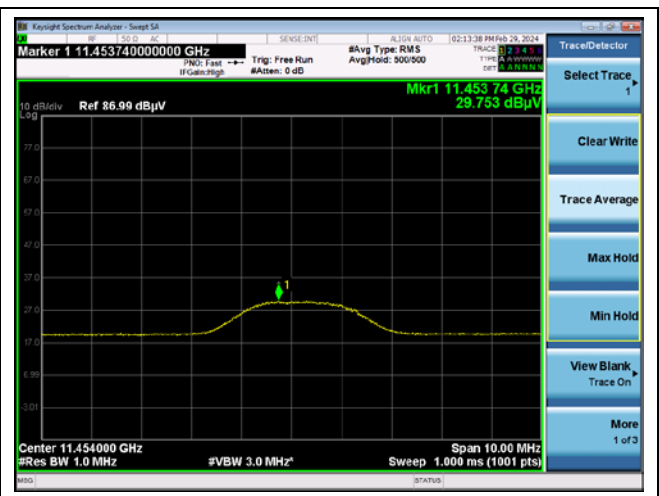 Keysight Spectrum Analyzer - Swept SA
RF 50 Ω AC SENSE:INT ALIGN AUTO 02:13:38 PM Feb 29, 2024
Marker 1 11.453740000000 GHz
PNO: Fast
IFGain:High
Trig: Free Run
#Atten: 0 dB
#Avg Type: RMS
Avg|Hold: 500/500
TRACE 1 2 3 4 5 6
TYPE A A WWWW
DET A A N N N N
Mkr1 11.453 74 GHz
29.753 dBµV
10 dB/div Ref 86.99 dBµV
Log
77.0
67.0
57.0
47.0
37.0
27.0
17.0
6.99
-3.01
1
Center 11.454000 GHz Span 10.00 MHz
#Res BW 1.0 MHz #VBW 3.0 MHz* Sweep 1.000 ms (1001 pts)
MSG STATUS
Trace/Detector
Select Trace
1
Clear Write
Trace Average
Max Hold
Min Hold
View Blank
Trace On
More
1 of 3